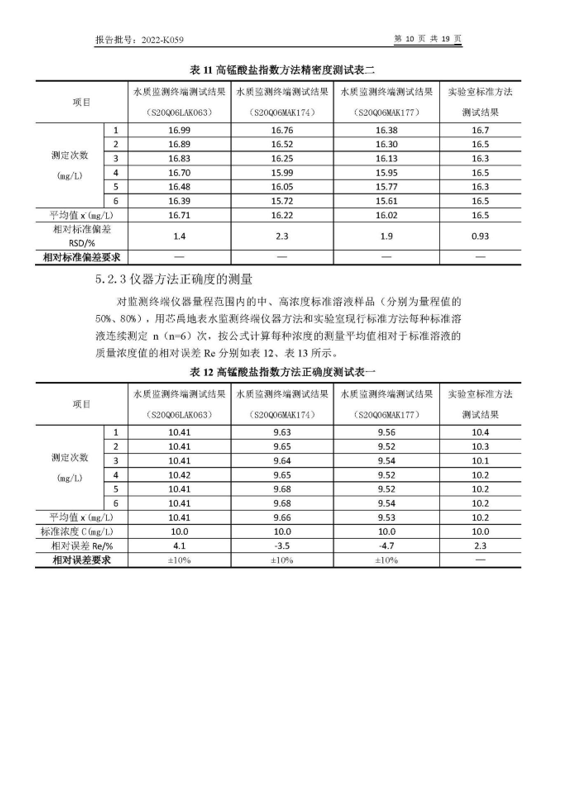 报告批号：2022-K059 第 10 页 共 19 页
表 11 高锰酸盐指数方法精密度测试表二
项目 水质监测终端测试结果（S20Q06LAK063） 水质监测终端测试结果（S20Q06MAK174） 水质监测终端测试结果（S20Q06MAK177） 实验室标准方法测试结果
测定次数（mg/L）
1 16.99 16.76 16.38 16.7
2 16.89 16.52 16.30 16.5
3 16.83 16.25 16.13 16.3
4 16.70 15.99 15.95 16.5
5 16.48 16.05 15.77 16.3
6 16.39 15.72 15.61 16.5
平均值 x（mg/L） 16.71 16.22 16.02 16.5
相对标准偏差 RSD/% 1.4 2.3 1.9 0.93
相对标准偏差要求 — — — —
5.2.3 仪器方法正确度的测量
对监测终端仪器量程范围内的中、高浓度标准溶液样品（分别为量程值的
50%、80%），用芯禹地表水监测终端仪器方法和实验室现行标准方法每种标准溶
液连续测定 n（n=6）次，按公式计算每种浓度的测量平均值相对于标准溶液的
质量浓度值的相对误差 Re 分别如表 12、表 13 所示。
表 12 高锰酸盐指数方法正确度测试表一
项目 水质监测终端测试结果（S20Q06LAK063） 水质监测终端测试结果（S20Q06MAK174） 水质监测终端测试结果（S20Q06MAK177） 实验室标准方法测试结果
测定次数（mg/L）
1 10.41 9.63 9.56 10.4
2 10.41 9.65 9.52 10.3
3 10.41 9.64 9.54 10.1
4 10.42 9.65 9.52 10.2
5 10.41 9.68 9.52 10.2
6 10.41 9.68 9.54 10.2
平均值 x（mg/L） 10.41 9.66 9.53 10.2
标准浓度 C（mg/L） 10.0 10.0 10.0 10.0
相对误差 Re/% 4.1 -3.5 -4.7 2.3
相对误差要求 ±10% ±10% ±10% —